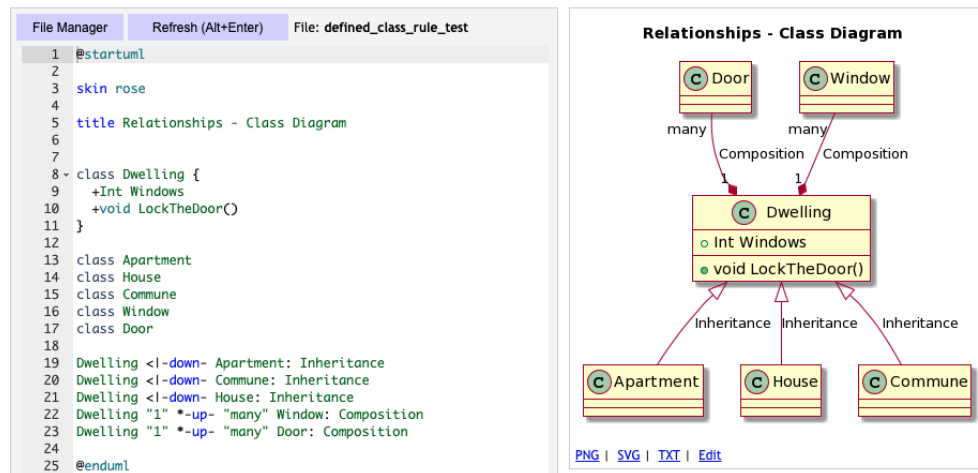 File Manager Refresh (Alt+Enter) File: defined_class_rule_test
1 @startuml
2
3 skin rose
4
5 title Relationships - Class Diagram
6
7
8 class Dwelling {
9 +Int Windows
10 +void LockTheDoor()
11 }
12
13 class Apartment
14 class House
15 class Commune
16 class Window
17 class Door
18
19 Dwelling <|-down- Apartment: Inheritance
20 Dwelling <|-down- Commune: Inheritance
21 Dwelling <|-down- House: Inheritance
22 Dwelling "1" *-up- "many" Window: Composition
23 Dwelling "1" *-up- "many" Door: Composition
24
25 @enduml
Relationships - Class Diagram
C Door C Window
many many
Composition Composition
1 1
C Dwelling
Int Windows
void LockTheDoor()
Inheritance Inheritance Inheritance
C Apartment C House C Commune
PNG | SVG | TXT | Edit